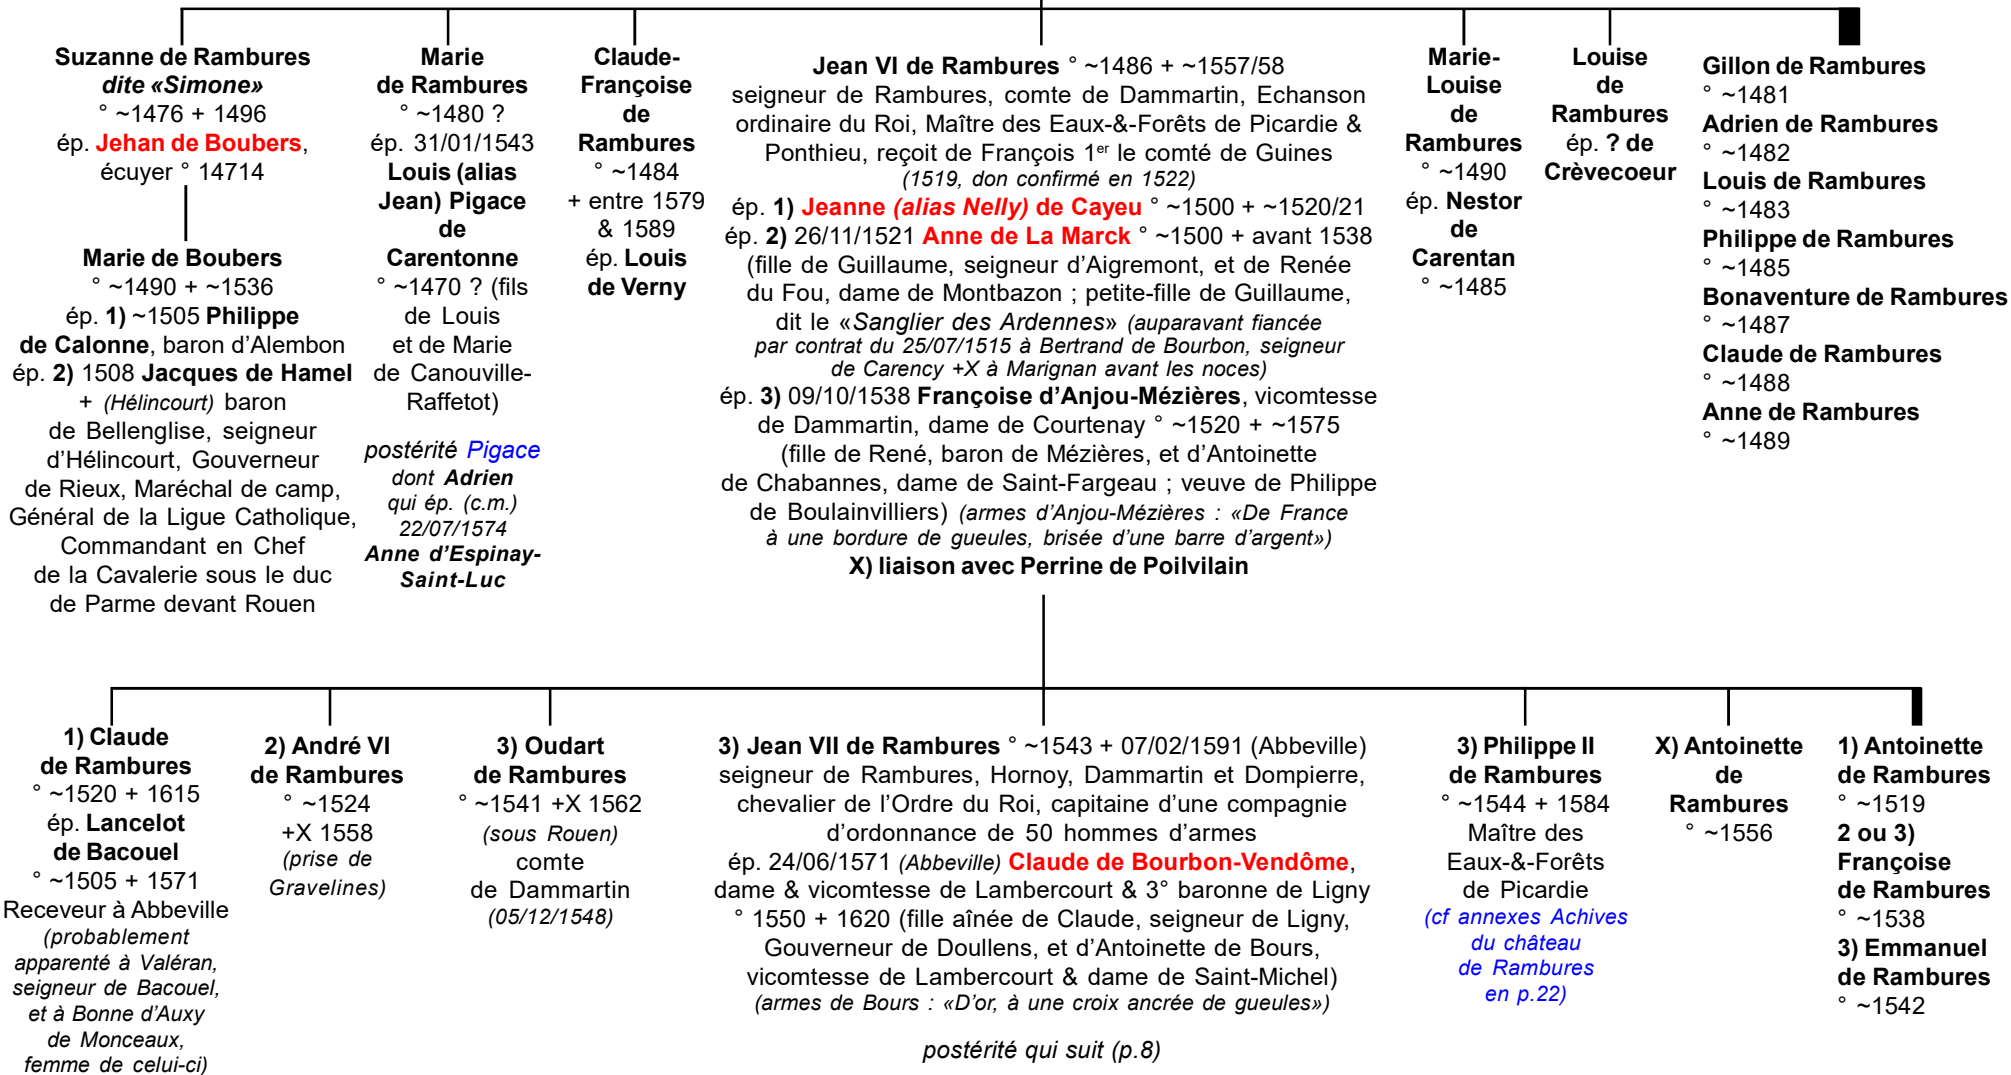 Suzanne de Rambures
dite «Simone»
° ~1476 + 1496
ép. Jehan de Boubers,
écuyer ° 14714
Marie de Boubers
° ~1490 + ~1536
ép. 1) ~1505 Philippe
de Calonne, baron d’Alembon
ép. 2) 1508 Jacques de Hamel
+ (Hélincourt) baron
de Bellenglise, seigneur
d’Hélincourt, Gouverneur
de Rieux, Maréchal de camp,
Général de la Ligue Catholique,
Commandant en Chef
de la Cavalerie sous le duc
de Parme devant Rouen
Marie
de Rambures
° ~1480 ?
ép. 31/01/1543
Louis (alias
Jean) Pigace
de
Carentonne
° ~1470 ? (fils
de Louis
et de Marie
de Canouville-
Raffetot)
postérité Pigace
dont Adrien
qui ép. (c.m.)
22/07/1574
Anne d’Espinay-
Saint-Luc
Claude-
Françoise
de
Rambures
° ~1484
+ entre 1579
& 1589
ép. Louis
de Verny
Jean VI de Rambures ° ~1486 + ~1557/58
seigneur de Rambures, comte de Dammartin, Echanson
ordinaire du Roi, Maître des Eaux-&-Forêts de Picardie &
Ponthieu, reçoit de François 1er le comté de Guines
(1519, don confirmé en 1522)
ép. 1) Jeanne (alias Nelly) de Cayeu ° ~1500 + ~1520/21
ép. 2) 26/11/1521 Anne de La Marck ° ~1500 + avant 1538
(fille de Guillaume, seigneur d’Aigremont, et de Renée
du Fou, dame de Montbazon ; petite-fille de Guillaume,
dit le «Sanglier des Ardennes» (auparavant fiancée
par contrat du 25/07/1515 à Bertrand de Bourbon, seigneur
de Carency +X à Marignan avant les noces)
ép. 3) 09/10/1538 Françoise d’Anjou-Mézières, vicomtesse
de Dammartin, dame de Courtenay ° ~1520 + ~1575
(fille de René, baron de Mézières, et d’Antoinette
de Chabannes, dame de Saint-Fargeau ; veuve de Philippe
de Boulainvilliers) (armes d’Anjou-Mézières : «De France
à une bordure de gueules, brisée d’une barre d’argent»)
X) liaison avec Perrine de Poilvilain
Marie-
Louise
de
Rambures
° ~1490
ép. Nestor
de
Carentan
° ~1485
Louise
de
Rambures
ép. ? de
Crèvecoeur
Gillon de Rambures
° ~1481
Adrien de Rambures
° ~1482
Louis de Rambures
° ~1483
Philippe de Rambures
° ~1485
Bonaventure de Rambures
° ~1487
Claude de Rambures
° ~1488
Anne de Rambures
° ~1489
1) Claude
de Rambures
° ~1520 + 1615
ép. Lancelot
de Bacouel
° ~1505 + 1571
Receveur à Abbeville
(probablement
apparenté à Valéran,
seigneur de Bacouel,
et à Bonne d’Auxy
de Monceaux,
femme de celui-ci)
2) André VI
de Rambures
° ~1524
+X 1558
(prise de
Gravelines)
3) Oudart
de Rambures
° ~1541 +X 1562
(sous Rouen)
comte
de Dammartin
(05/12/1548)
3) Jean VII de Rambures ° ~1543 + 07/02/1591 (Abbeville)
seigneur de Rambures, Hornoy, Dammartin et Dompierre,
chevalier de l’Ordre du Roi, capitaine d’une compagnie
d’ordonnance de 50 hommes d’armes
ép. 24/06/1571 (Abbeville) Claude de Bourbon-Vendôme,
dame & vicomtesse de Lambercourt & 3° baronne de Ligny
° 1550 + 1620 (fille aînée de Claude, seigneur de Ligny,
Gouverneur de Doullens, et d’Antoinette de Bours,
vicomtesse de Lambercourt & dame de Saint-Michel)
(armes de Bours : «D’or, à une croix ancrée de gueules»)
postérité qui suit (p.8)
3) Philippe II
de Rambures
° ~1544 + 1584
Maître des
Eaux-&-Forêts
de Picardie
(cf annexes Achives
du château
de Rambures
en p.22)
X) Antoinette
de
Rambures
° ~1556
1) Antoinette
de Rambures
° ~1519
2 ou 3)
Françoise
de Rambures
° ~1538
3) Emmanuel
de Rambures
° ~1542